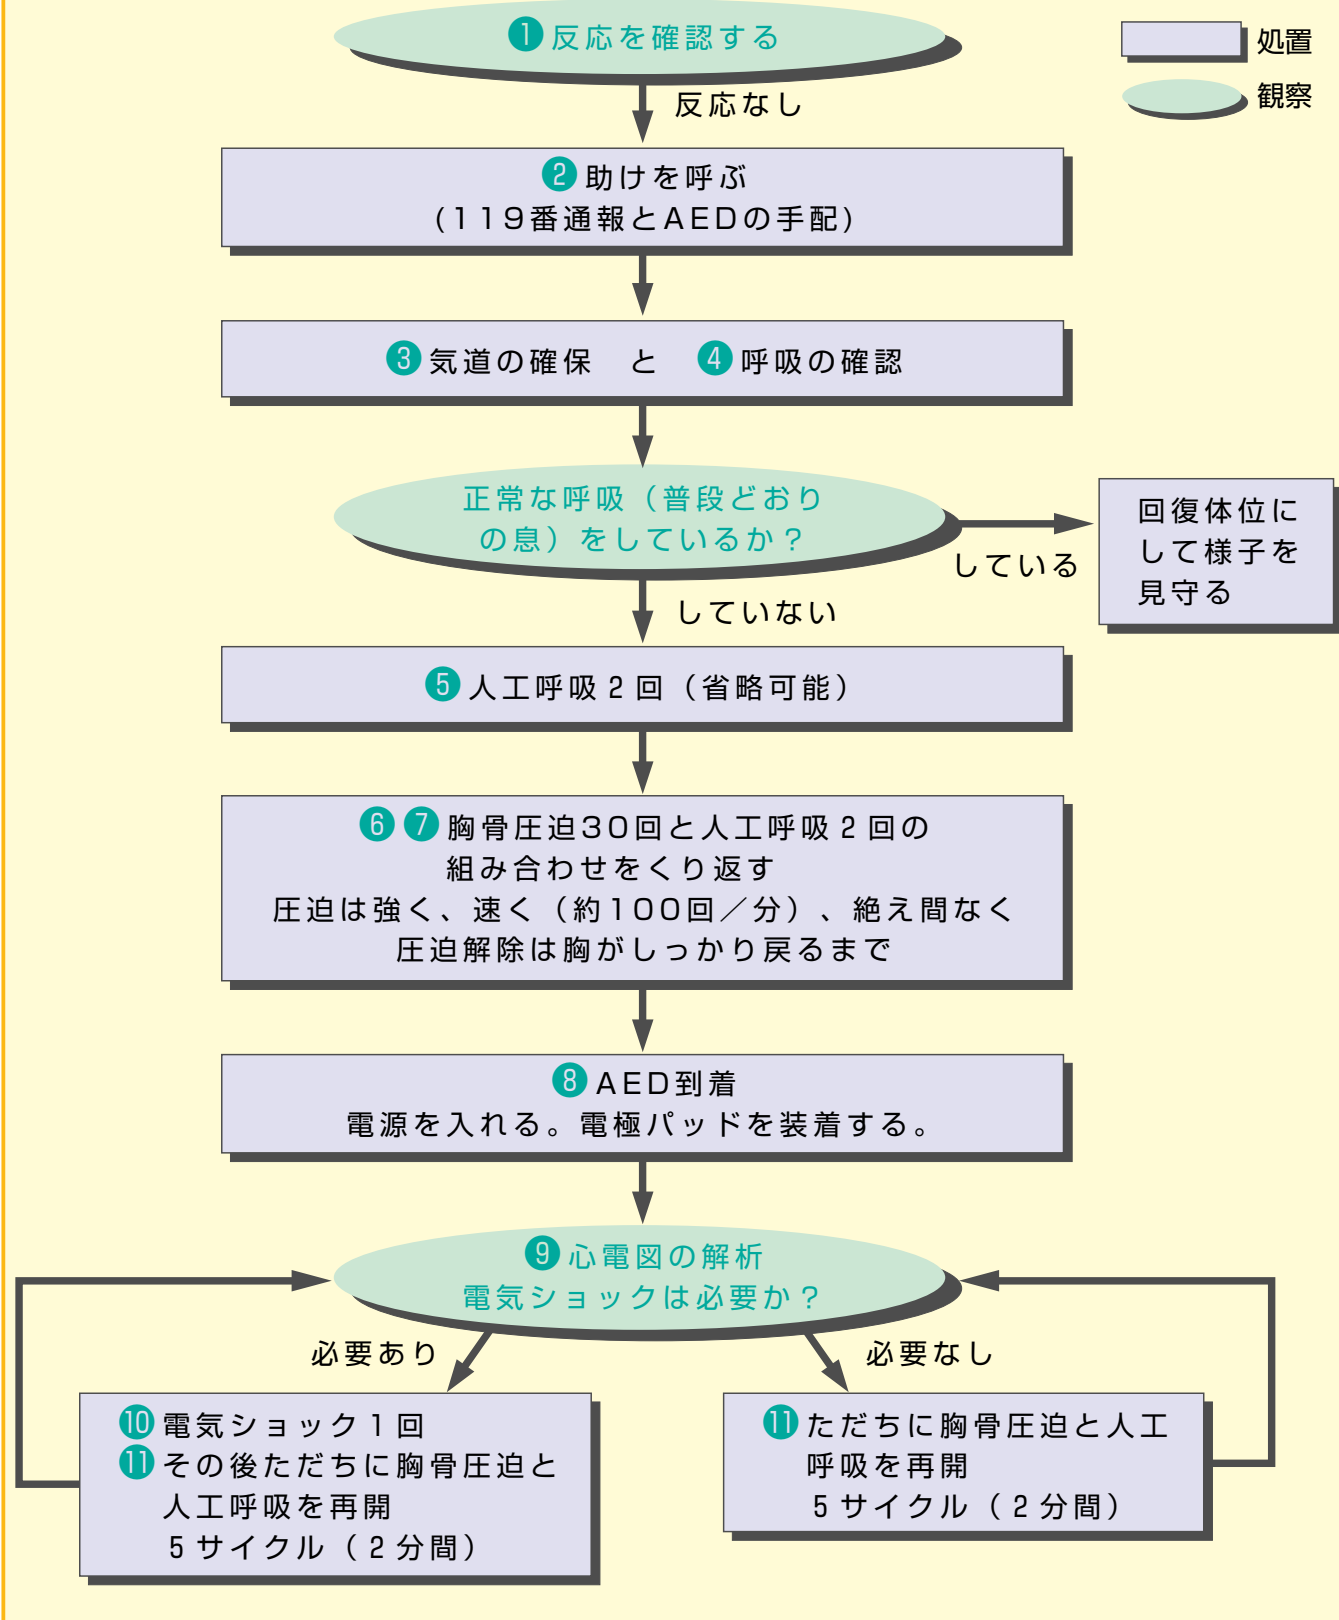 ❶反応を確認する
処置
観察
反応なし
❷助けを呼ぶ
(119番通報とAEDの手配)
❸気道の確保　と　❹呼吸の確認
正常な呼吸（普段どおり
の息）をしているか？
している
回復体位に
して様子を
見守る
していない
❺人工呼吸２回（省略可能）
❻❼胸骨圧迫30回と人工呼吸２回の
組み合わせをくり返す
圧迫は強く、速く（約100回／分）、絶え間なく
圧迫解除は胸がしっかり戻るまで
❽AED到着
電源を入れる。電極パッドを装着する。
❾心電図の解析
電気ショックは必要か？
必要あり
必要なし
❿電気ショック１回
⓫その後ただちに胸骨圧迫と
人工呼吸を再開
５サイクル（２分間）
⓫ただちに胸骨圧迫と人工
呼吸を再開
５サイクル（２分間）